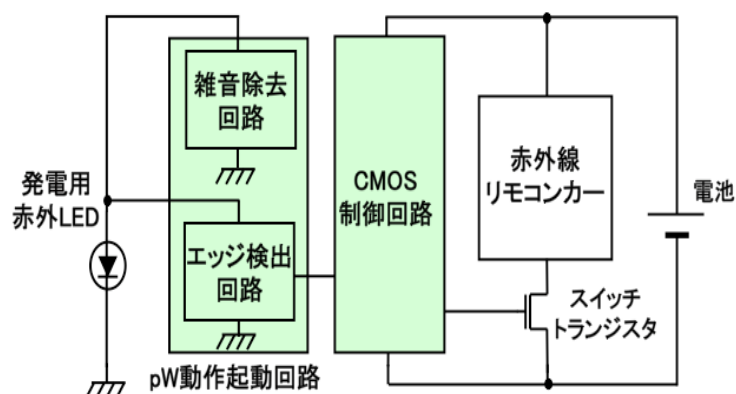 雑音除去
回路
発電用
赤外LED
エッジ検出
回路
pW動作起動回路
CMOS
制御回路
赤外線
リモコンカー
スイッチ
トランジスタ
電池